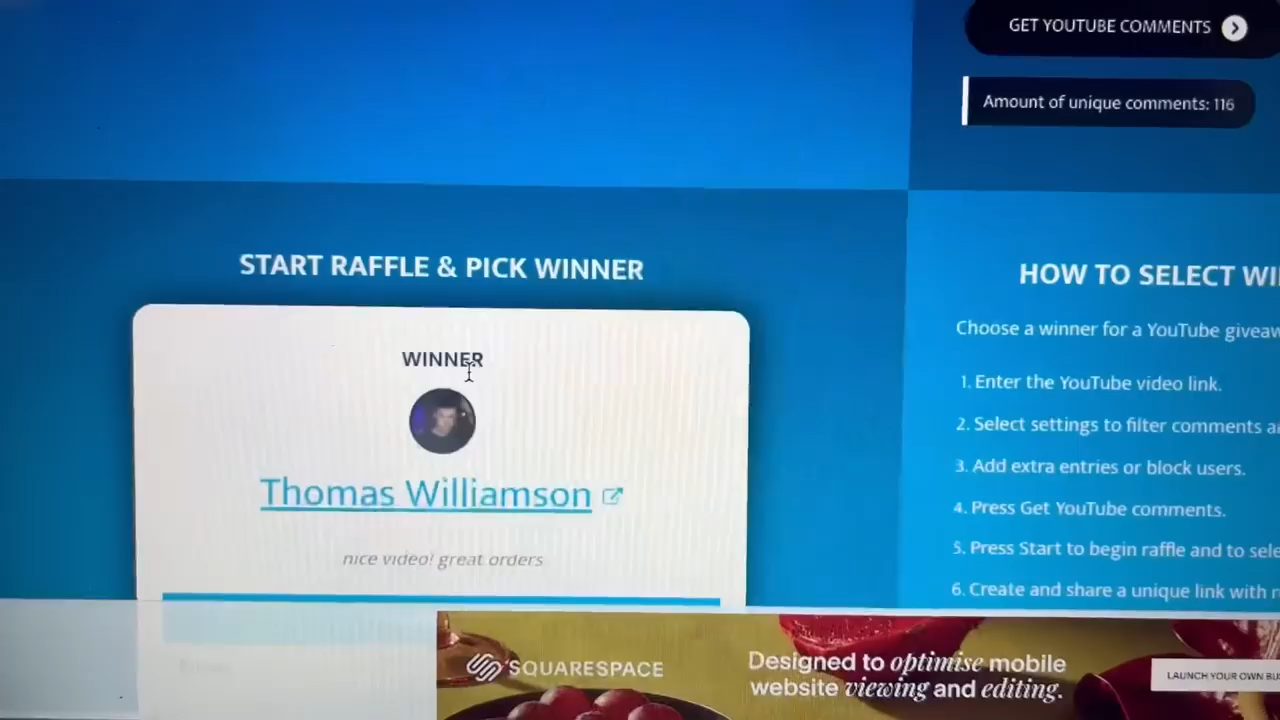 GET YOUTUBE COMMENTS
Amount of unique comments: 116
START RAFFLE & PICK WINNER
WINNER
Thomas Williamson
nice video! great orders
HOW TO SELECT WI
Choose a winner for a YouTube giveaw
1. Enter the YouTube video link.
2. Select settings to filter comments a
3. Add extra entries or block users.
4. Press Get YouTube comments.
5. Press Start to begin raffle and to sele
6. Create and share a unique link with r
SQUARESPACE
Designed to optimise mobile
website viewing and editing.
LAUNCH YOUR OWN BU